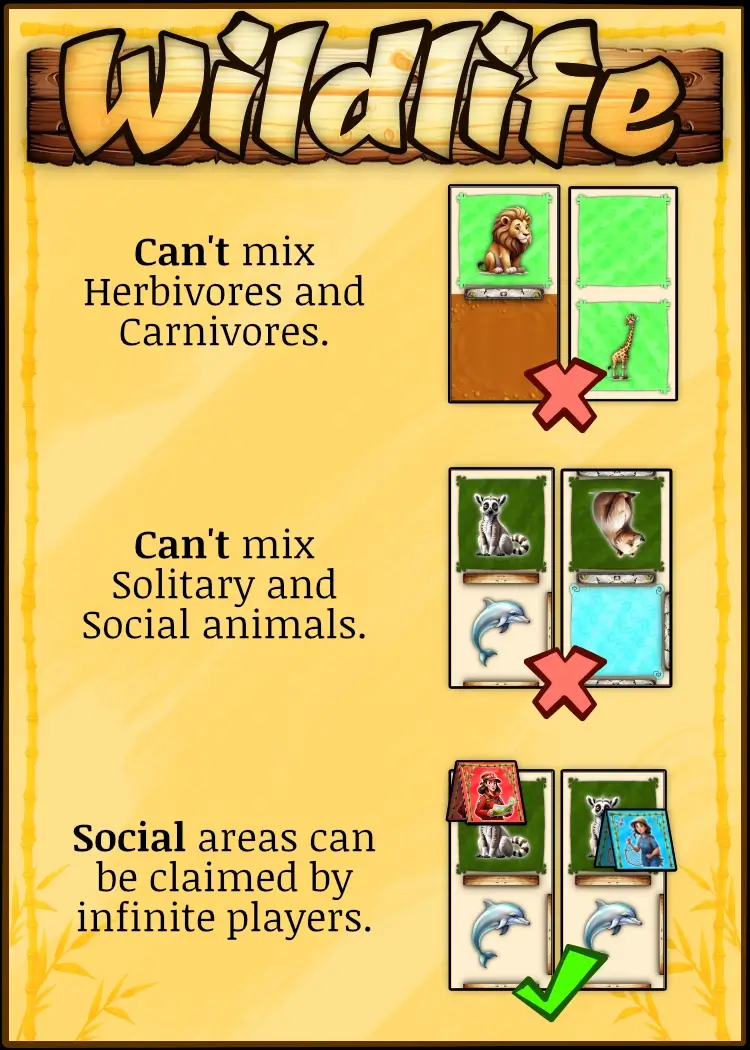 Wildlife
Can't mix
Herbivores and
Carnivores.
Can't mix
Solitary and
Social animals.
Social areas can
be claimed by
infinite players.